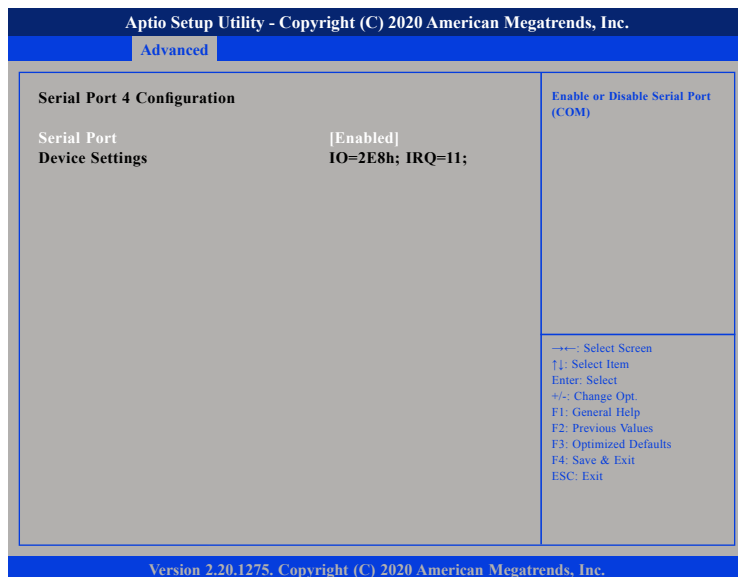 Aptio Setup Utility - Copyright (C) 2020 American Megatrends, Inc.
Advanced
Serial Port 4 Configuration
Serial Port [Enabled]
Device Settings IO=2E8h; IRQ=11;
Enable or Disable Serial Port
(COM)
→←: Select Screen
↑↓: Select Item
Enter: Select
+/-: Change Opt.
F1: General Help
F2: Previous Values
F3: Optimized Defaults
F4: Save & Exit
ESC: Exit
Version 2.20.1275. Copyright (C) 2020 American Megatrends, Inc.